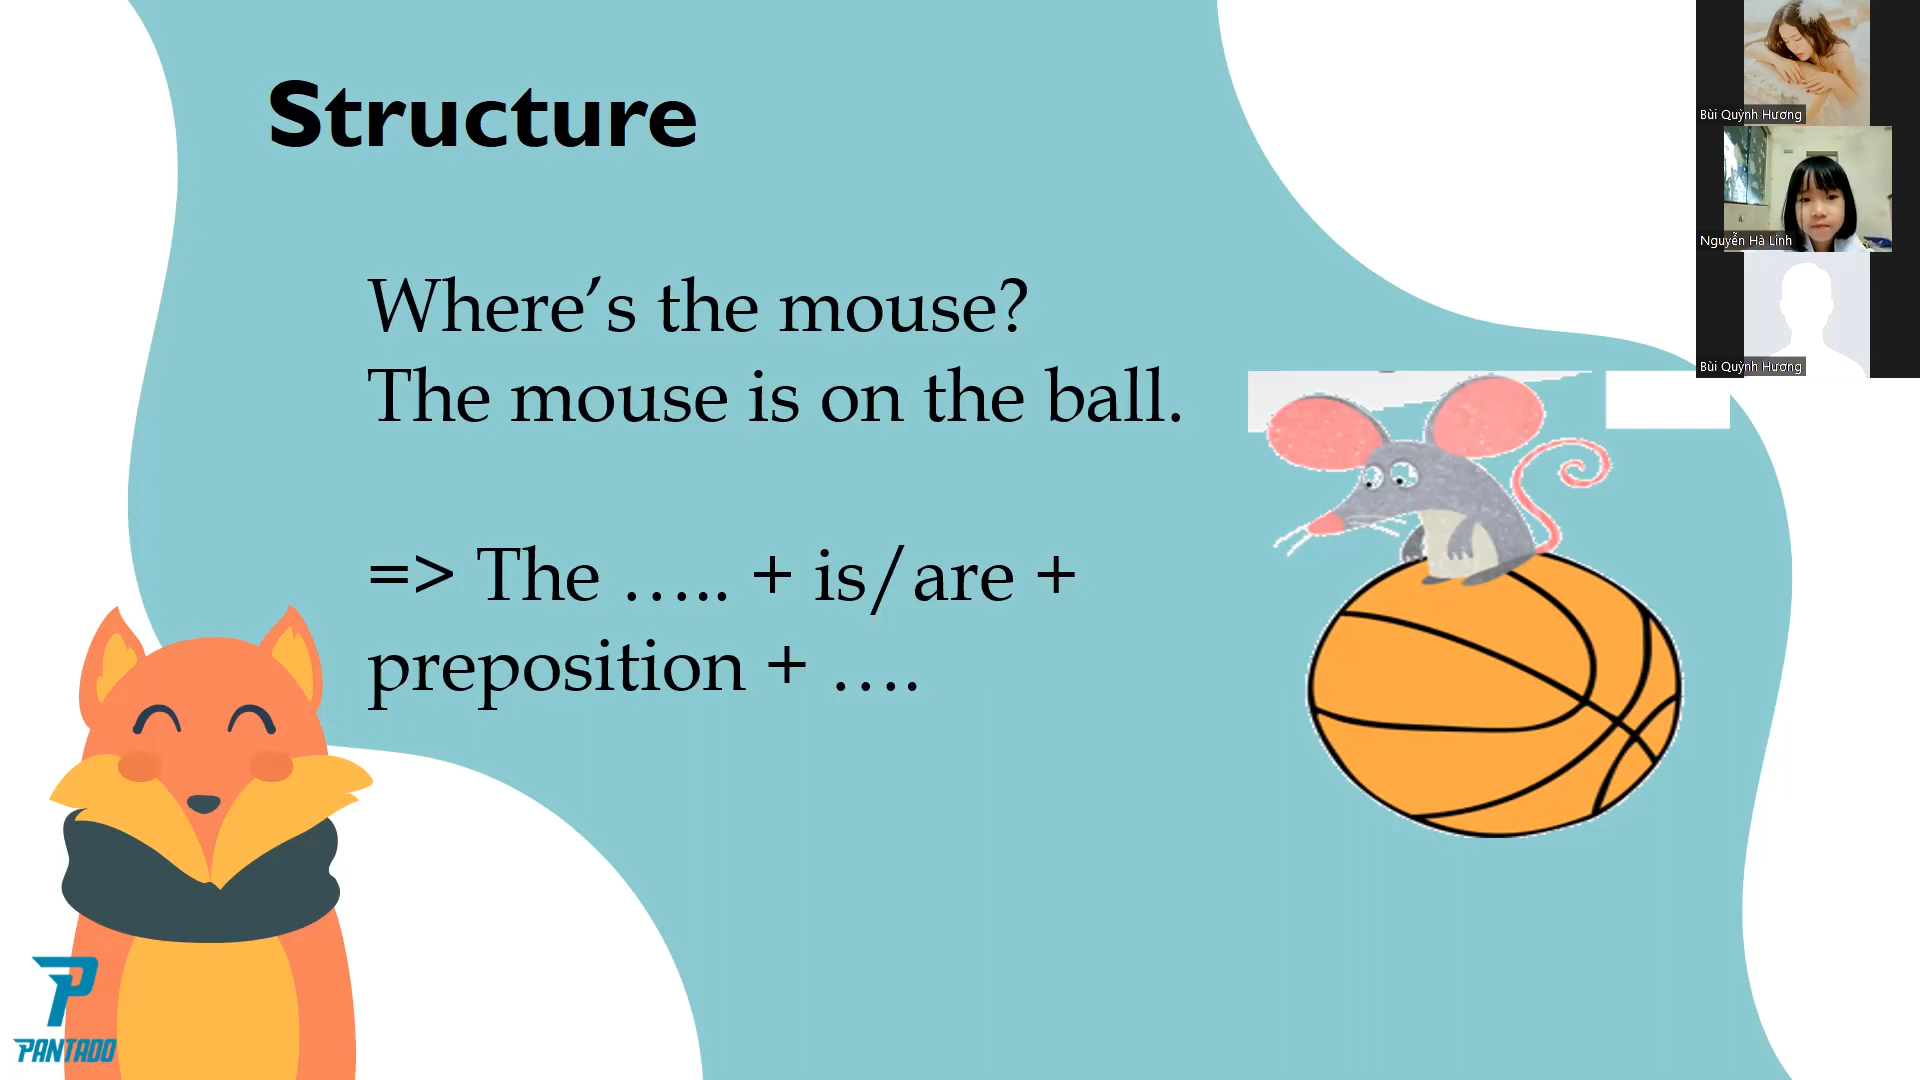 Structure
Where’s the mouse?
The mouse is on the ball.
=> The ….. + is/are +
preposition + ….
PANTADO
Bùi Quỳnh Hương
Nguyễn Hà Linh
Bùi Quỳnh Hương